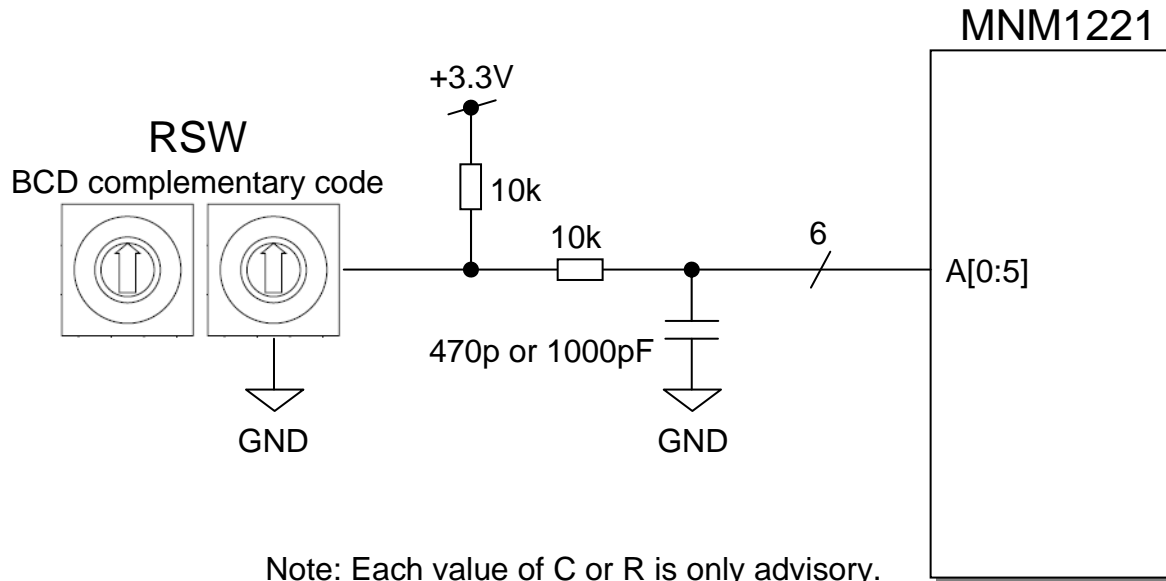 MNM1221
+3.3V
RSW
BCD complementary code
10k
10k
6
A[0:5]
470p or 1000pF
GND
GND
Note: Each value of C or R is only advisory.